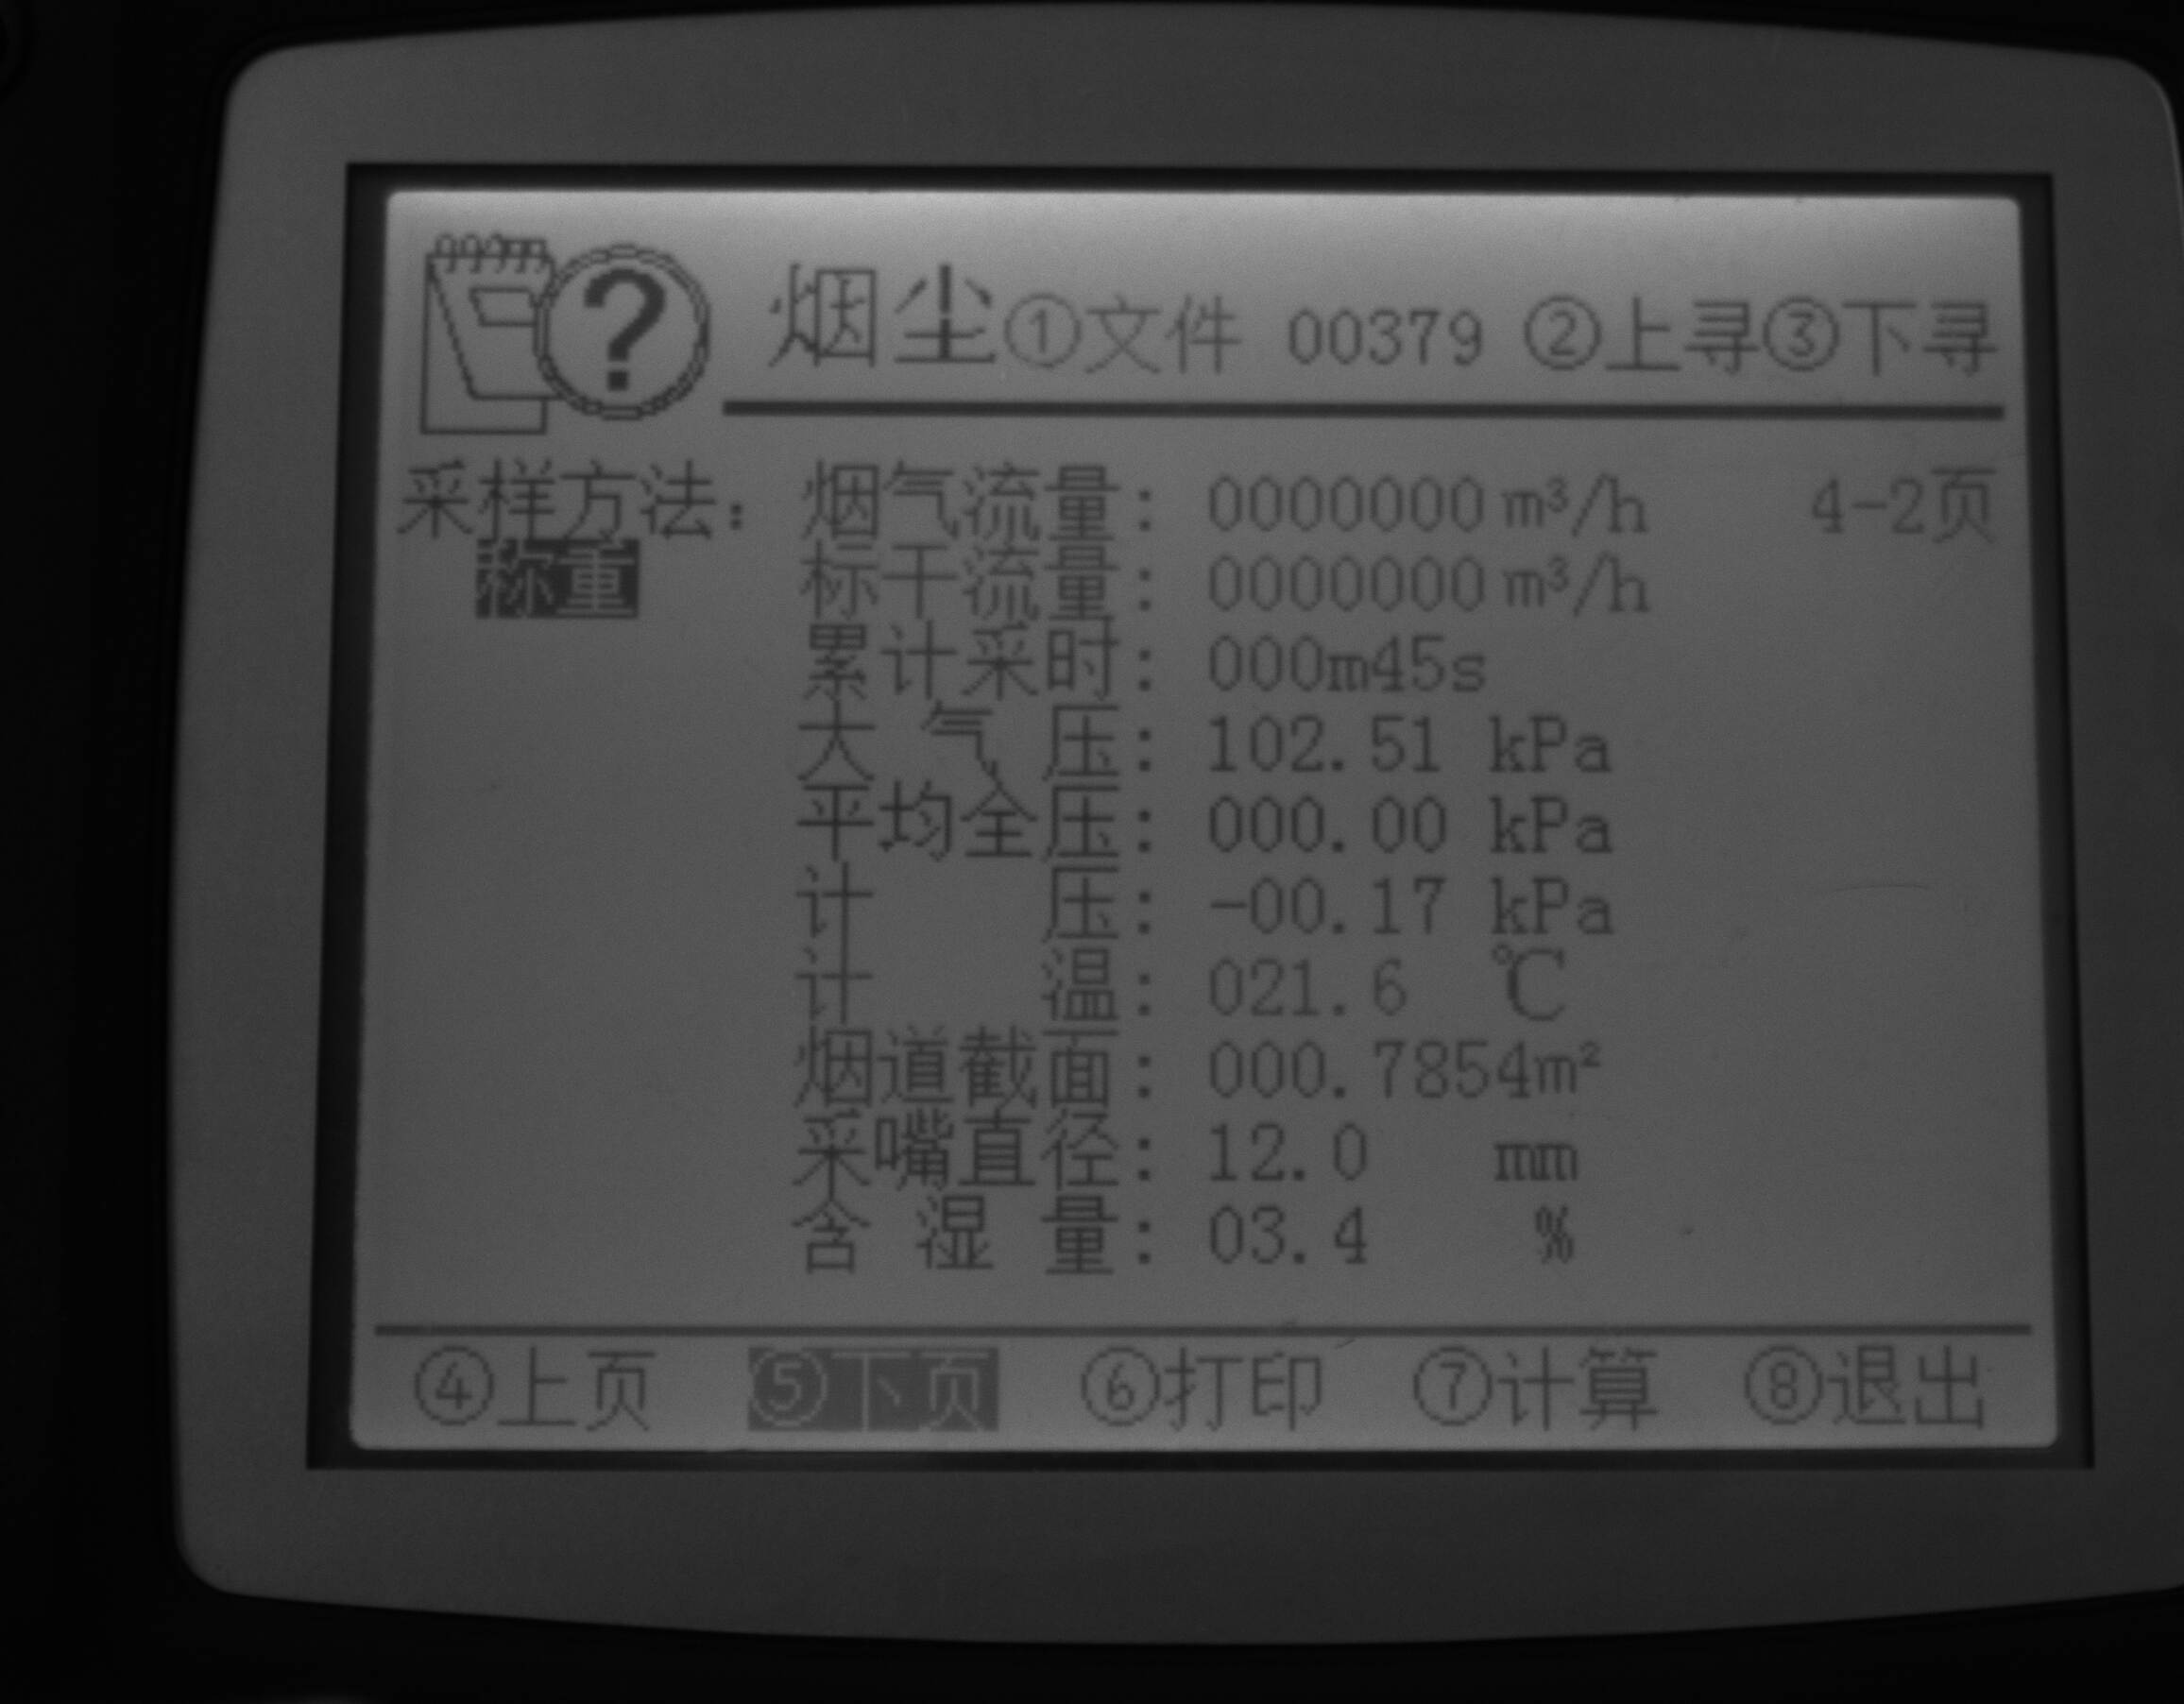 烟尘①文件 00379 ②上寻③下寻
采样方法: 烟气流量: 0000000m³/h 4-2页
称重 标干流量: 0000000m³/h
累计采时: 000m45s
大气压: 102.51 kPa
平均全压: 000.00 kPa
计压: -00.17 kPa
计温: 021.6 ℃
烟道截面: 000.7854m²
采嘴直径: 12.0 mm
含湿量: 03.4 %
④上页 ⑤下页 ⑥打印 ⑦计算 ⑧退出